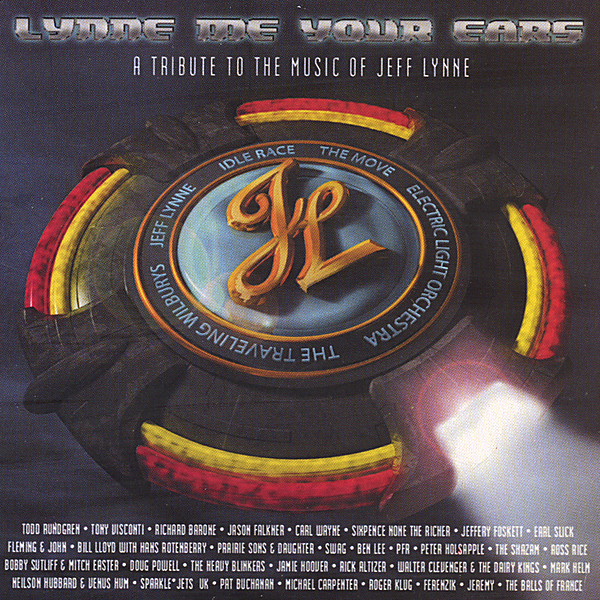 LYNNE ME YOUR EARS
A TRIBUTE TO THE MUSIC OF JEFF LYNNE
JEFF LYNNE IDLE RACE THE MOVE ELECTRIC LIGHT ORCHESTRA THE TRAVELING WILBURYS
JL
TODD RUNDGREN • TONY VISCONTI • RICHARD BARONE • JASON FALKNER • CARL WAYNE • SIXPENCE NONE THE RICHER • JEFFERY FOSKETT • EARL SLICK
FLEMING & JOHN • BILL LLOYD WITH HANS ROTENBERRY • PRAIRIE SONS & DAUGHTER • SWAG • BEN LEE • PFR • PETER HOLSAPPLE • THE SHAZAM • ROSS RICE
BOBBY SUTLIFF & MITCH EASTER • DOUG POWELL • THE HEAVY BLINKERS • JAMIE HOOVER • RICK ALTIZER • WALTER CLEVENGER & THE DAIRY KINGS • MARK HELM
NEILSON HUBBARD & VENUS HUM • SPARKLE*JETS UK • PAT BUCHANAN • MICHAEL CARPENTER • ROGER KLUG • FERENZIK • JEREMY • THE BALLS OF FRANCE